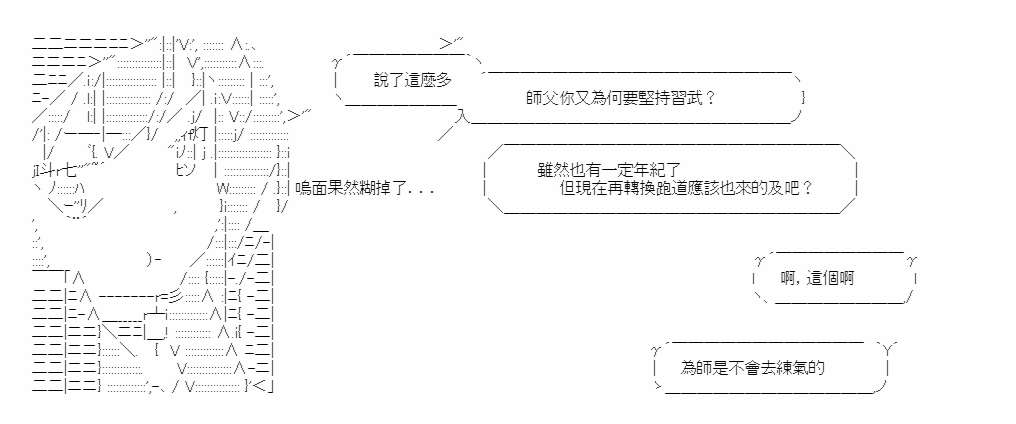 說了這麼多
師父你又為何要堅持習武？
雖然也有一定年紀了
但現在再轉換跑道應該也來的及吧？
嗚面果然糊掉了...
啊，這個啊
為師是不會去練氣的